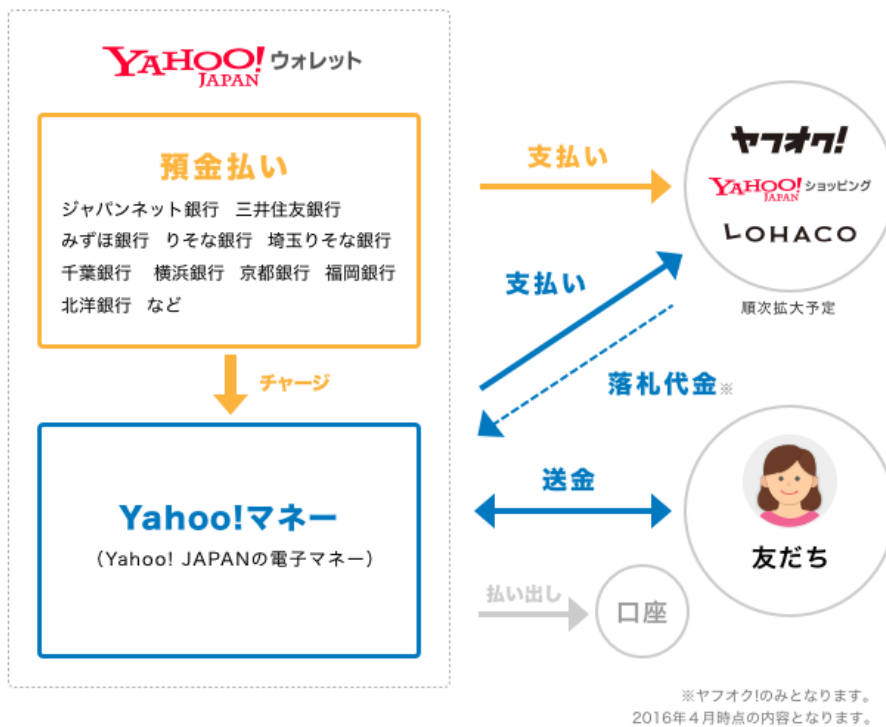 YAHOO! JAPAN ウォレット
預金払い
ジャパンネット銀行 三井住友銀行
みずほ銀行 りそな銀行 埼玉りそな銀行
千葉銀行 横浜銀行 京都銀行 福岡銀行
北洋銀行 など
チャージ
Yahoo!マネー
(Yahoo! JAPANの電子マネー)
支払い
ヤフオク!
YAHOO! JAPAN ショッピング
LOHACO
順次拡大予定
支払い
落札代金※
送金
友だち
払い出し
口座
※ヤフオク!のみとなります。
2016年4月時点の内容となります。